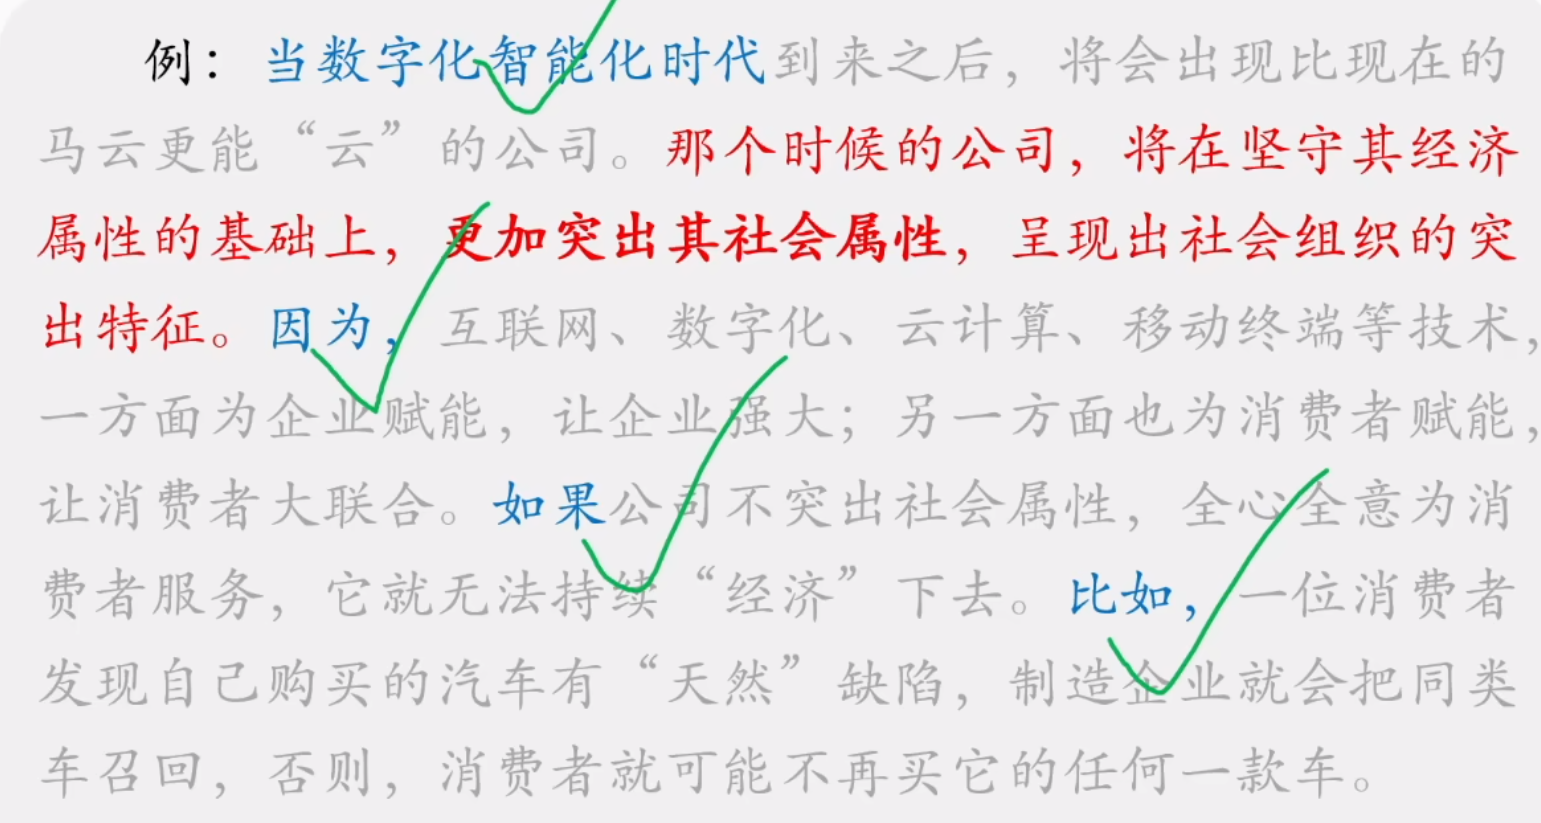 例：当数字化智能化时代到来之后，将会出现比现在的
马云更能“云”的公司。那个时候的公司，将在坚守其经济
属性的基础上，更加突出其社会属性，呈现出社会组织的突
出特征。因为，互联网、数字化、云计算、移动终端等技术，
一方面为企业赋能，让企业强大；另一方面也为消费者赋能，
让消费者大联合。如果公司不突出社会属性，全心全意为消
费者服务，它就无法持续“经济”下去。比如，一位消费者
发现自己购买的汽车有“天然”缺陷，制造企业就会把同类
车召回，否则，消费者就可能不再买它的任何一款车。